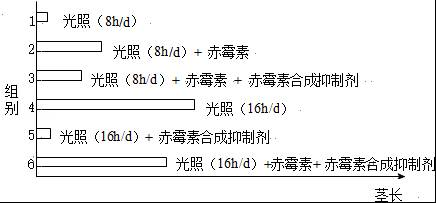 1 光照（8h/d）
2 光照（8h/d）+ 赤霉素
3 光照（8h/d）+ 赤霉素 + 赤霉素合成抑制剂
组别
4 光照（16h/d）
5 光照（16h/d）+ 赤霉素合成抑制剂
6 光照（16h/d）+赤霉素+ 赤霉素合成抑制剂
茎长